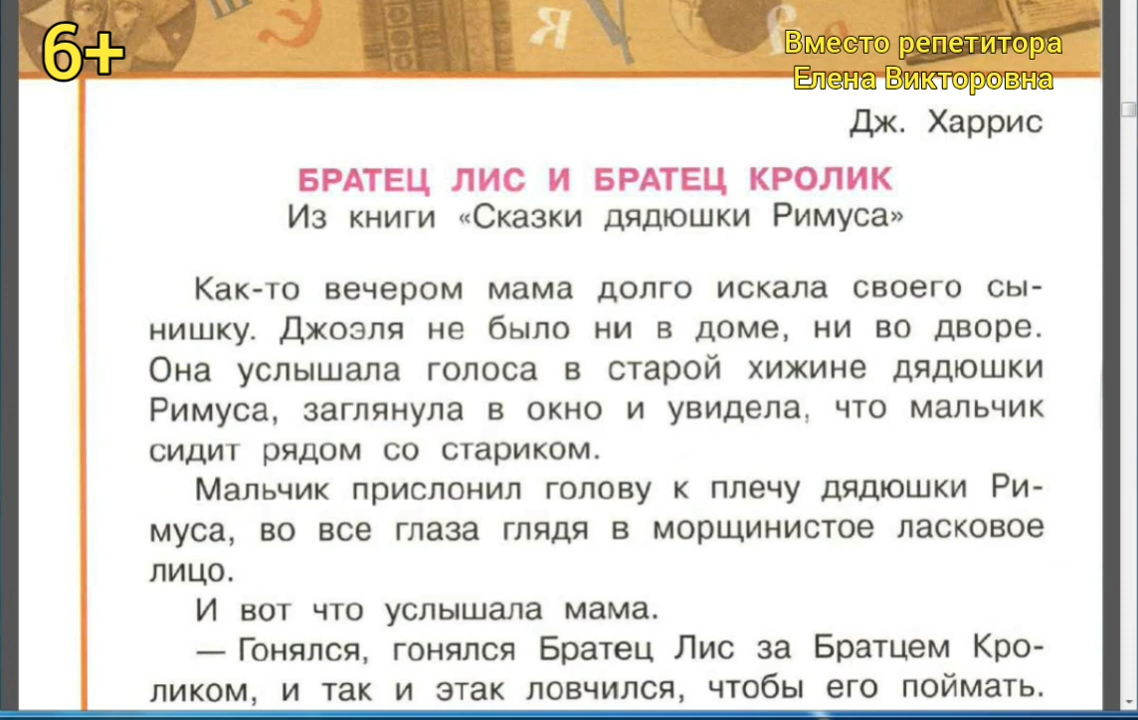 6+
Вместо репетитора
Елена Викторовна
Я
Дж. Харрис
БРАТЕЦ ЛИС И БРАТЕЦ КРОЛИК
Из книги «Сказки дядюшки Римуса»
Как-то вечером мама долго искала своего сы-
нишку. Джоэля не было ни в доме, ни во дворе.
Она услышала голоса в старой хижине дядюшки
Римуса, заглянула в окно и увидела, что мальчик
сидит рядом со стариком.
Мальчик прислонил голову к плечу дядюшки Ри-
муса, во все глаза глядя в морщинистое ласковое
лицо.
И вот что услышала мама.
— Гонялся, гонялся Братец Лис за Братцем Кро-
ликом, и так и этак ловчился, чтобы его поймать.